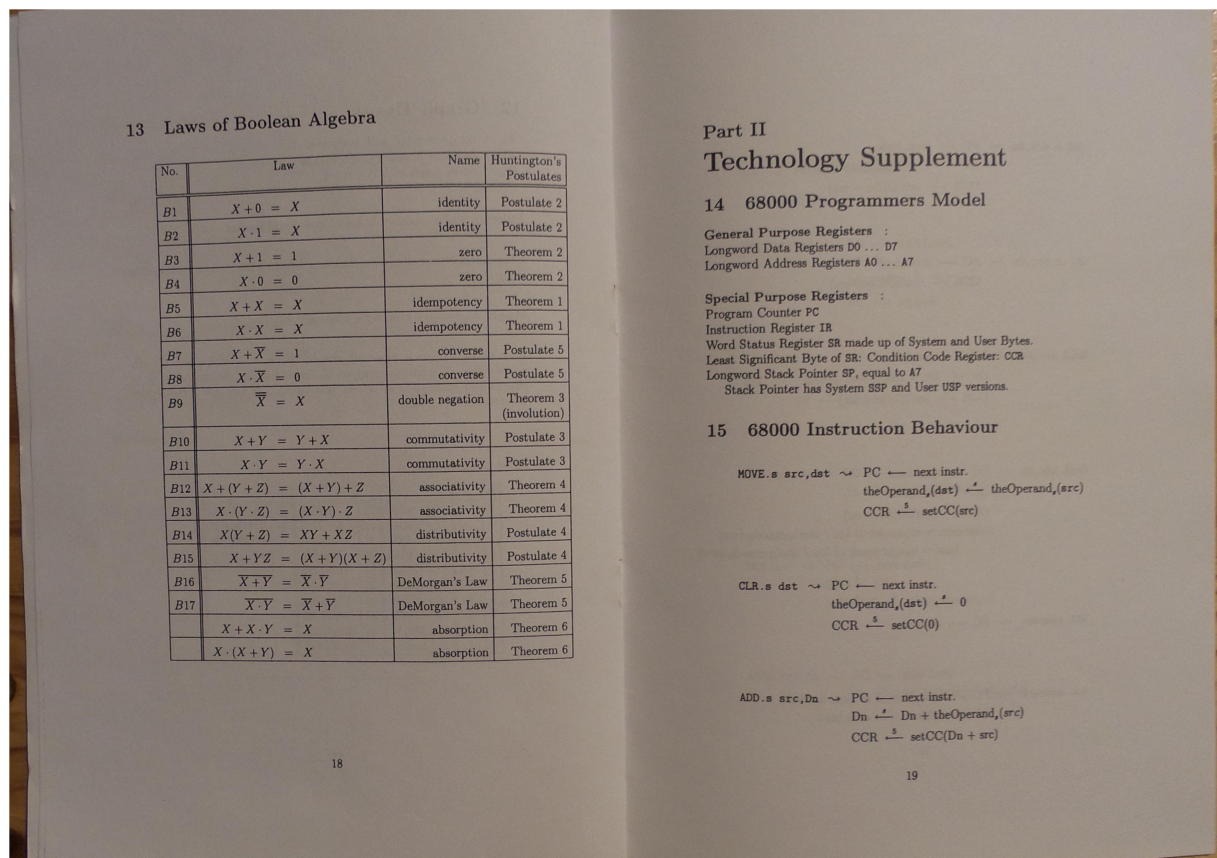 13 Laws of Boolean Algebra
No. Law Name Huntington's Postulates
B1 X + 0 = X identity Postulate 2
B2 X · 1 = X identity Postulate 2
B3 X + 1 = 1 zero Theorem 2
B4 X · 0 = 0 zero Theorem 2
B5 X + X = X idempotency Theorem 1
B6 X · X = X idempotency Theorem 1
B7 X + X̅ = 1 converse Postulate 5
B8 X · X̅ = 0 converse Postulate 5
B9 X̿ = X double negation Theorem 3
(involution)
B10 X + Y = Y + X commutativity Postulate 3
B11 X · Y = Y · X commutativity Postulate 3
B12 X + (Y + Z) = (X + Y) + Z associativity Theorem 4
B13 X · (Y · Z) = (X · Y) · Z associativity Theorem 4
B14 X(Y + Z) = XY + XZ distributivity Postulate 4
B15 X + YZ = (X + Y)(X + Z) distributivity Postulate 4
B16 X̅ ̅+̅ ̅Y̅ = X̅ · Y̅ DeMorgan's Law Theorem 5
B17 X̅ ̅·̅ ̅Y̅ = X̅ + Y̅ DeMorgan's Law Theorem 5
X + X · Y = X absorption Theorem 6
X · (X + Y) = X absorption Theorem 6
18
Part II
Technology Supplement
14 68000 Programmers Model
General Purpose Registers :
Longword Data Registers D0 ... D7
Longword Address Registers A0 ... A7
Special Purpose Registers :
Program Counter PC
Instruction Register IR
Word Status Register SR made up of System and User Bytes.
Least Significant Byte of SR: Condition Code Register: CCR
Longword Stack Pointer SP, equal to A7
Stack Pointer has System SSP and User USP versions.
15 68000 Instruction Behaviour
MOVE.s src,dst ⤳ PC ⟵ next instr.
theOperandₛ(dst) ⟵ˢ theOperandₛ(src)
CCR ⟵⁵ setCC(src)
CLR.s dst ⤳ PC ⟵ next instr.
theOperandₛ(dst) ⟵ˢ 0
CCR ⟵⁵ setCC(0)
ADD.s src,Dn ⤳ PC ⟵ next instr.
Dn ⟵ˢ Dn + theOperandₛ(src)
CCR ⟵⁵ setCC(Dn + src)
19